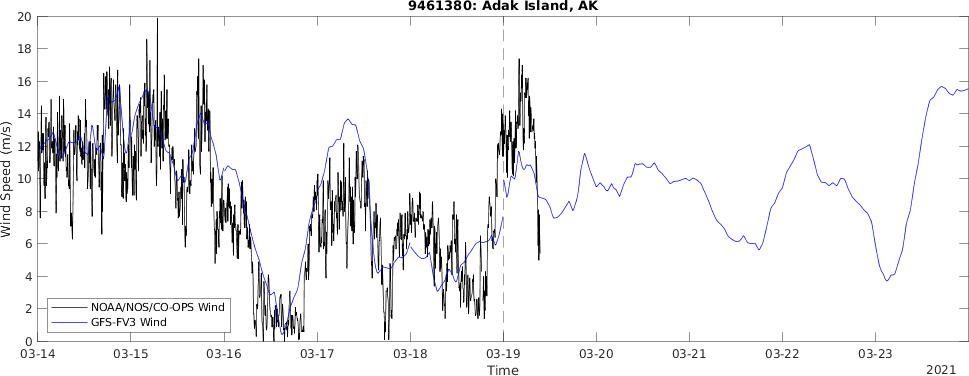 9461380: Adak Island, AK
Wind Speed (m/s)
20
18
16
14
12
10
8
6
4
2
0
NOAA/NOS/CO-OPS Wind
GFS-FV3 Wind
03-14 03-15 03-16 03-17 03-18 03-19 03-20 03-21 03-22 03-23
Time
2021